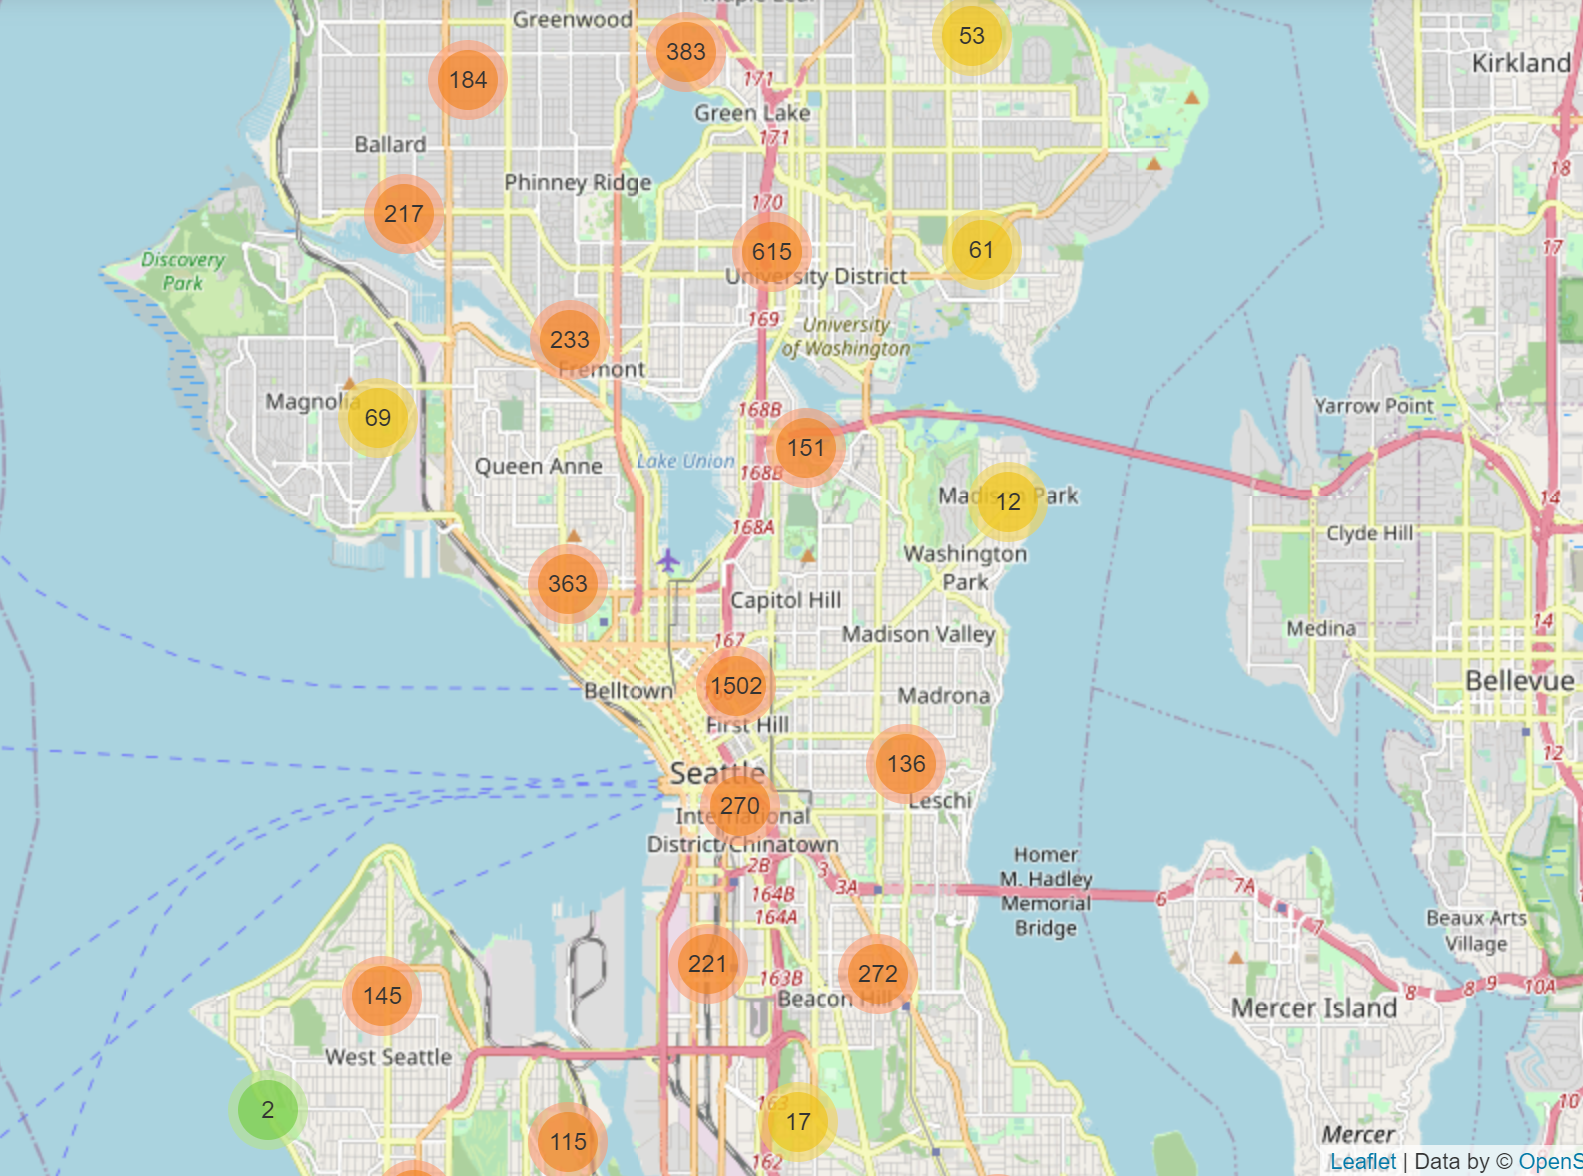 Greenwood
383
53
184
Kirkland
171
Green Lake
171
Ballard
18
Phinney Ridge
170
217
17
615
61
University District
Discovery
Park
169
University
of Washington
233
Fremont
Magnolia
69
168B
Yarrow Point
151
Queen Anne
Lake Union
168B
14
Madison Park
12
168A
Clyde Hill
Washington
Park
363
Capitol Hill
14
Medina
167
Madison Valley
1502
Belltown
Bellevue
Madrona
First Hill
12
136
Seattle
270
Leschi
International
District/Chinatown
Homer
M. Hadley
Memorial
Bridge
2B
3
3A
164B
164A
6
7A
7
Beaux Arts
Village
221
272
163B
Beacon Hill
145
8
8
9
10A
Mercer Island
West Seattle
2
163
17
115
10
Mercer
162
Leaflet | Data by © OpenS